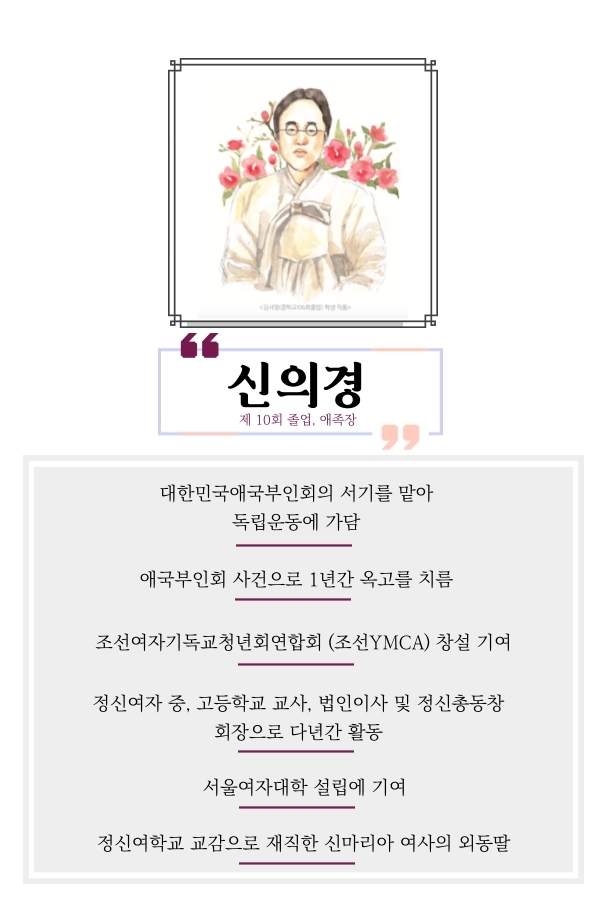 <김서영(중학교106회졸업) 학생 작품>
신의경
제 10회 졸업, 애족장
대한민국애국부인회의 서기를 맡아
독립운동에 가담
애국부인회 사건으로 1년간 옥고를 치름
조선여자기독교청년회연합회 (조선YMCA) 창설 기여
정신여자 중, 고등학교 교사, 법인이사 및 정신총동창
회장으로 다년간 활동
서울여자대학 설립에 기여
정신여학교 교감으로 재직한 신마리아 여사의 외동딸